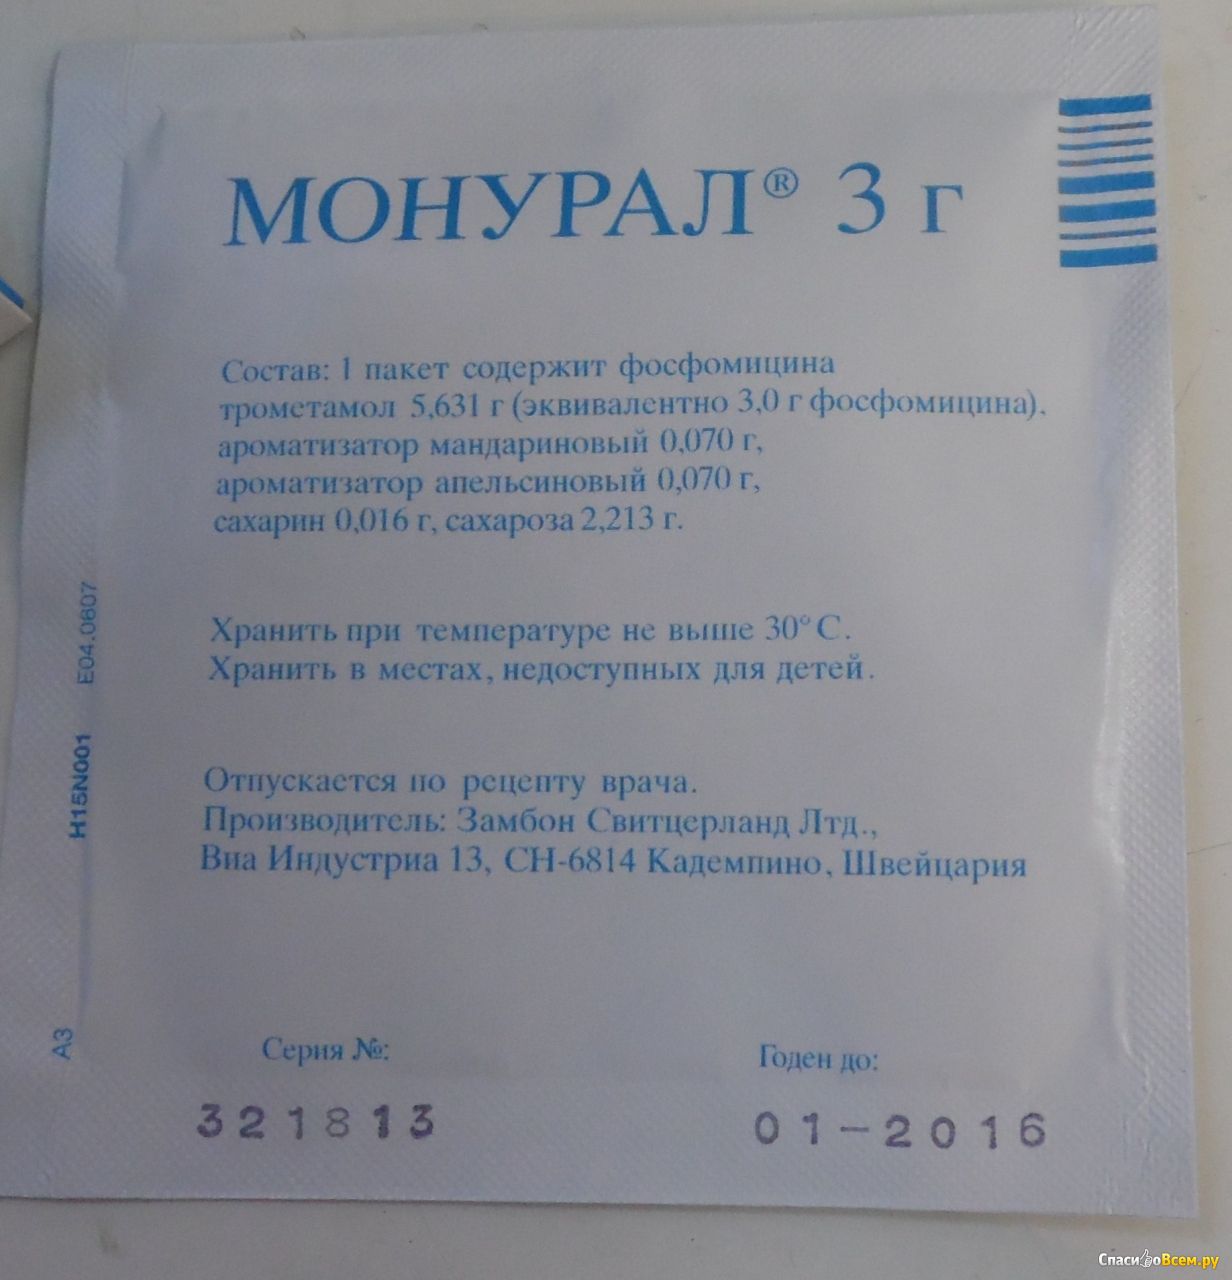 МОНУРАЛ® 3 г
Состав: 1 пакет содержит фосфомицина
трометамол 5,631 г (эквивалентно 3,0 г фосфомицина),
ароматизатор мандариновый 0,070 г,
ароматизатор апельсиновый 0,070 г,
сахарин 0,016 г, сахароза 2,213 г.
Хранить при температуре не выше 30° С.
Хранить в местах, недоступных для детей.
Отпускается по рецепту врача.
Производитель: Замбон Свитцерланд Лтд.,
Виа Индустриа 13, CH-6814 Кадемпино, Швейцария
A3 H15N001 E04.0607
Серия №: Годен до:
321813 01-2016
СпасибоВсем.ру